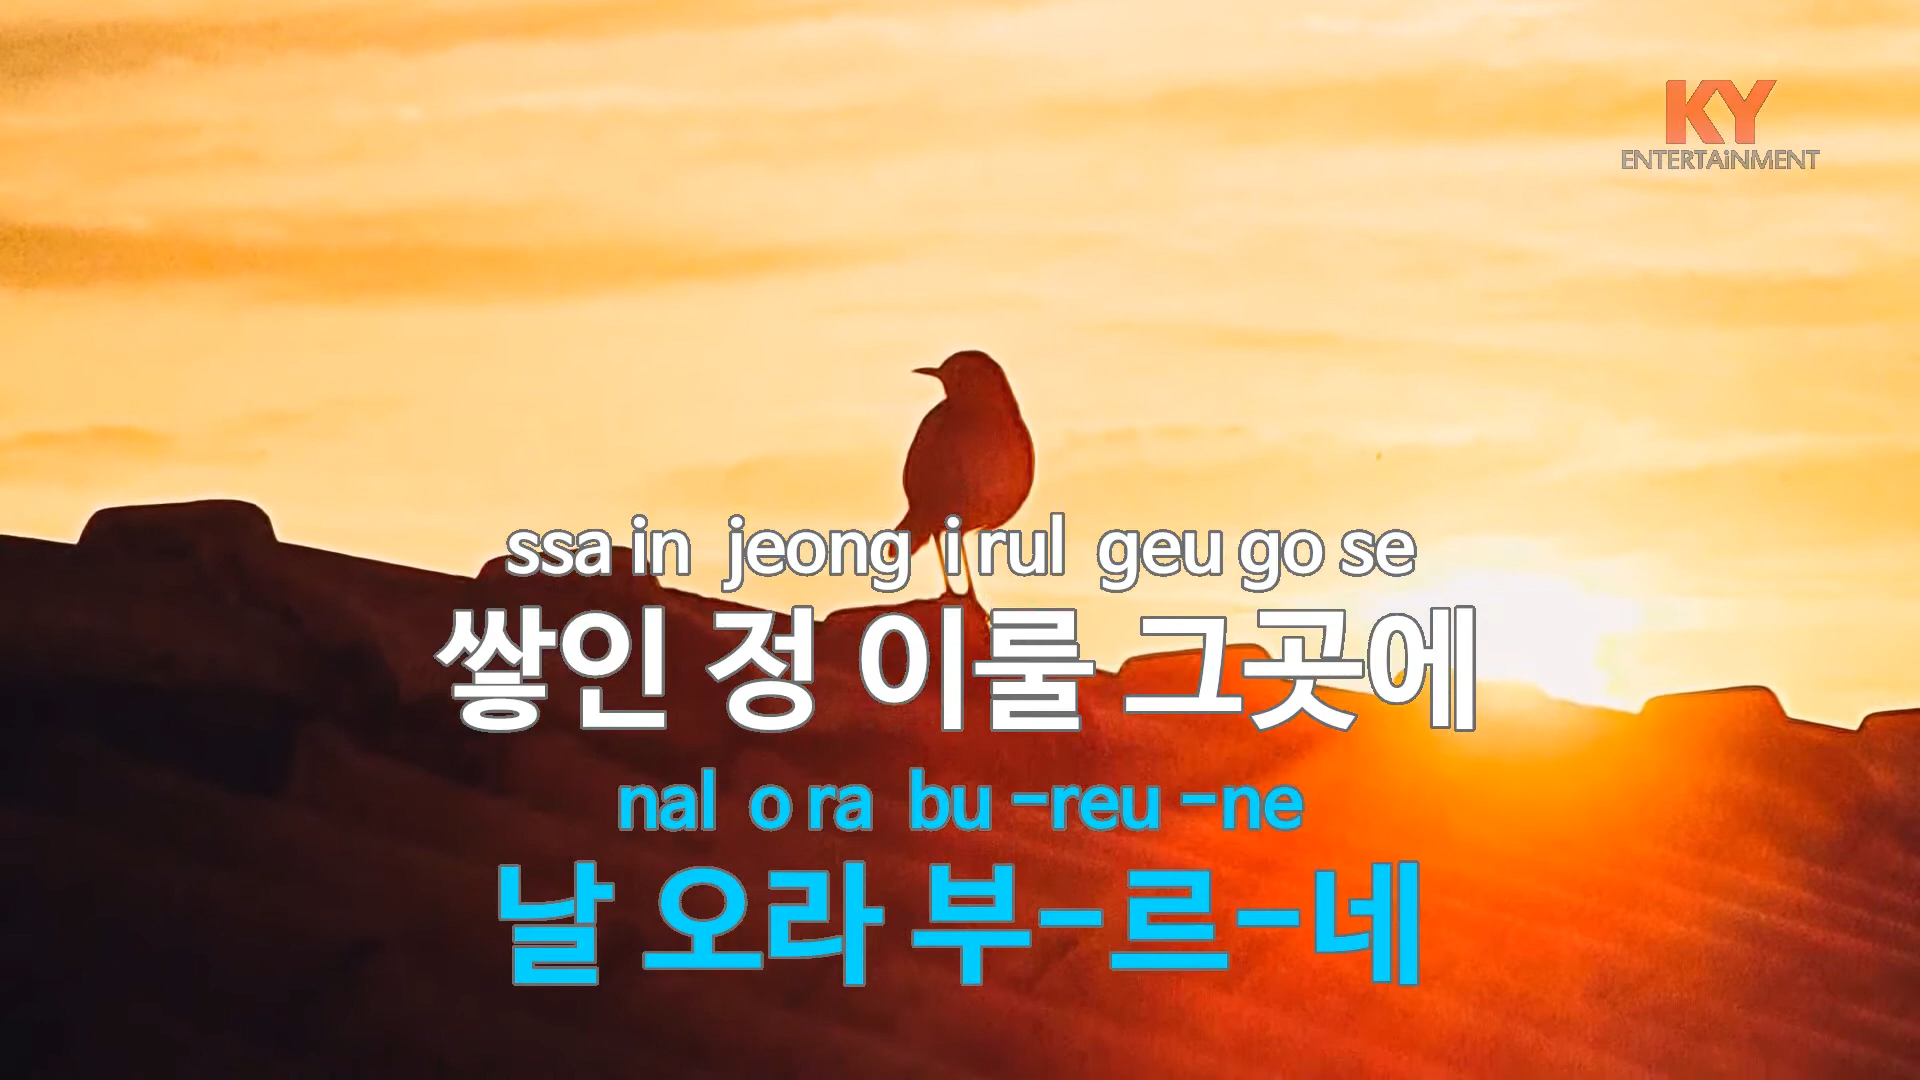 KY
ENTERTAiNMENT
ssa in jeong i rul geu go se
쌓인 정 이룰 그곳에
nal o ra bu -reu -ne
날 오라 부-르-네